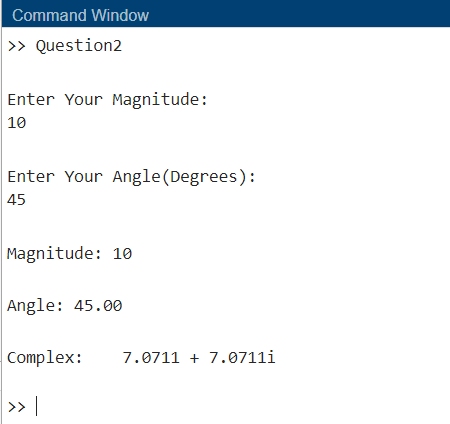 Command Window
>> Question2
Enter Your Magnitude:
10
Enter Your Angle(Degrees):
45
Magnitude: 10
Angle: 45.00
Complex:    7.0711 + 7.0711i
>>